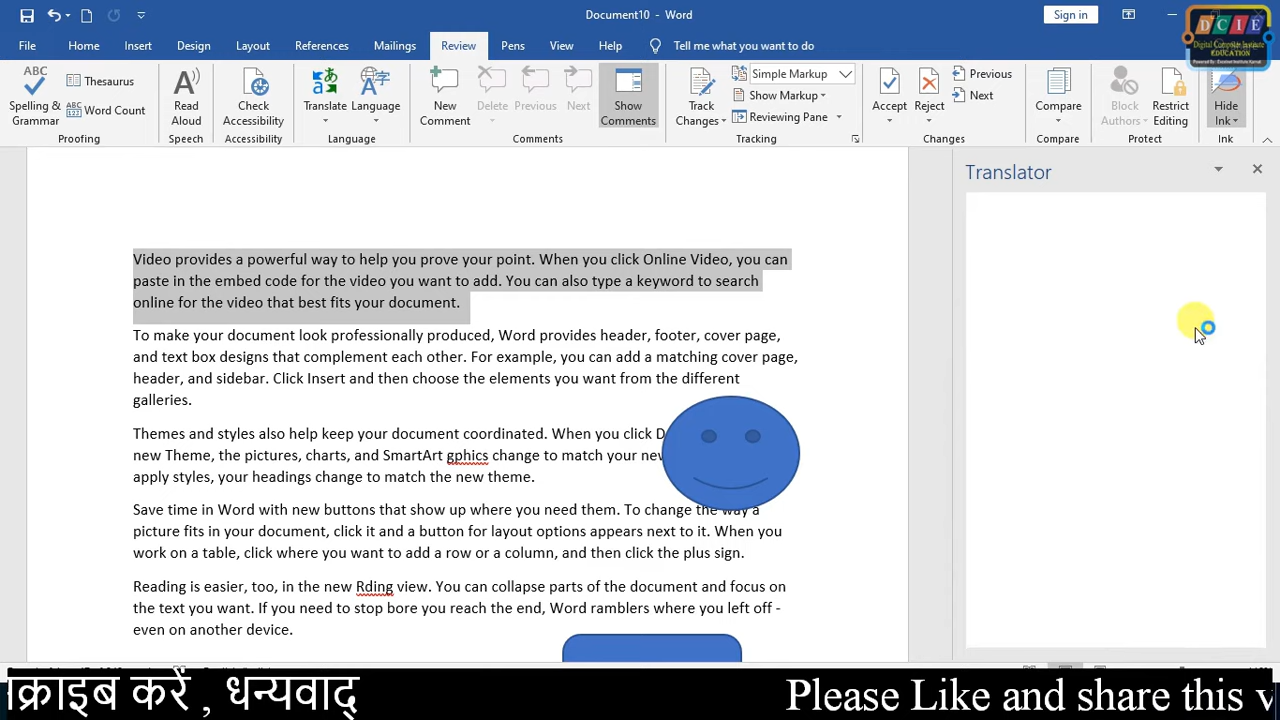 Document10 - Word
Sign in
File Home Insert Design Layout References Mailings Review Pens View Help Tell me what you want to do
DCIE
Digital Computer Institute
EDUCATION
ABC
Spelling & Grammar
Thesaurus
ABC 123 Word Count
Proofing
Read Aloud
Speech
Check Accessibility
Accessibility
Translate
Language
Language
New Comment
Delete
Previous
Next
Show Comments
Comments
Track Changes
Simple Markup
Show Markup
Reviewing Pane
Tracking
Accept
Reject
Previous
Next
Changes
Compare
Compare
Block Authors
Restrict Editing
Protect
Hide Ink
Ink
Translator
Video provides a powerful way to help you prove your point. When you click Online Video, you can
paste in the embed code for the video you want to add. You can also type a keyword to search
online for the video that best fits your document.
To make your document look professionally produced, Word provides header, footer, cover page,
and text box designs that complement each other. For example, you can add a matching cover page,
header, and sidebar. Click Insert and then choose the elements you want from the different
galleries.
Themes and styles also help keep your document coordinated. When you click D
new Theme, the pictures, charts, and SmartArt gphics change to match your new
apply styles, your headings change to match the new theme.
Save time in Word with new buttons that show up where you need them. To change the way a
picture fits in your document, click it and a button for layout options appears next to it. When you
work on a table, click where you want to add a row or a column, and then click the plus sign.
Reading is easier, too, in the new Rding view. You can collapse parts of the document and focus on
the text you want. If you need to stop bore you reach the end, Word ramblers where you left off -
even on another device.
क्राइब करें , धन्यवाद् Please Like and share this v